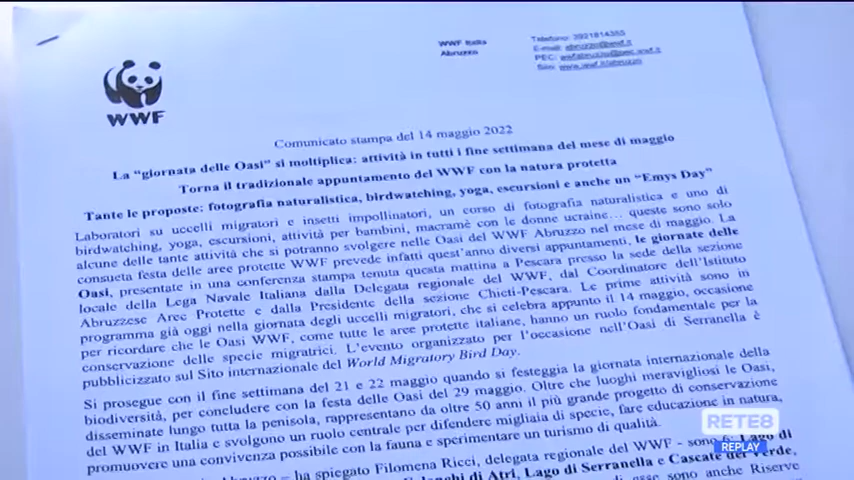 WWF
WWF Italia
Abruzzo
Telefono: 3921814355
E-mail: abruzzo@wwf.it
PEC: wwfabruzzo@pec.wwf.it
Sito: www.wwf.it/abruzzo
Comunicato stampa del 14 maggio 2022
La "giornata delle Oasi" si moltiplica: attività in tutti i fine settimana del mese di maggio
Torna il tradizionale appuntamento del WWF con la natura protetta
Tante le proposte: fotografia naturalistica, birdwatching, yoga, escursioni e anche un "Emys Day"
Laboratori su uccelli migratori e insetti impollinatori, un corso di fotografia naturalistica e uno di
birdwatching, yoga, escursioni, attività per bambini, macramè con le donne ucraine… queste sono solo
alcune delle tante attività che si potranno svolgere nelle Oasi del WWF Abruzzo nel mese di maggio. La
consueta festa delle aree protette WWF prevede infatti quest'anno diversi appuntamenti, le giornate delle
Oasi, presentate in una conferenza stampa tenuta questa mattina a Pescara presso la sede della sezione
locale della Lega Navale Italiana dalla Delegata regionale del WWF, dal Coordinatore dell'Istituto
Abruzzese Aree Protette e dalla Presidente della sezione Chieti-Pescara. Le prime attività sono in
programma già oggi nella giornata degli uccelli migratori, che si celebra appunto il 14 maggio, occasione
per ricordare che le Oasi WWF, come tutte le aree protette italiane, hanno un ruolo fondamentale per la
conservazione delle specie migratrici. L'evento organizzato per l'occasione nell'Oasi di Serranella è
pubblicizzato sul Sito internazionale del World Migratory Bird Day.
Si prosegue con il fine settimana del 21 e 22 maggio quando si festeggia la giornata internazionale della
biodiversità, per concludere con la festa delle Oasi del 29 maggio. Oltre che luoghi meravigliosi le Oasi,
disseminate lungo tutta la penisola, rappresentano da oltre 50 anni il più grande progetto di conservazione
del WWF in Italia e svolgono un ruolo centrale per difendere migliaia di specie, fare educazione in natura,
promuovere una convivenza possibile con la fauna e sperimentare un turismo di qualità.
Abruzzo – ha spiegato Filomena Ricci, delegata regionale del WWF - sono Lago di
di Atri, Lago di Serranella e Cascate del Verde,
esse sono anche Riserve
RETE8
REPLAY